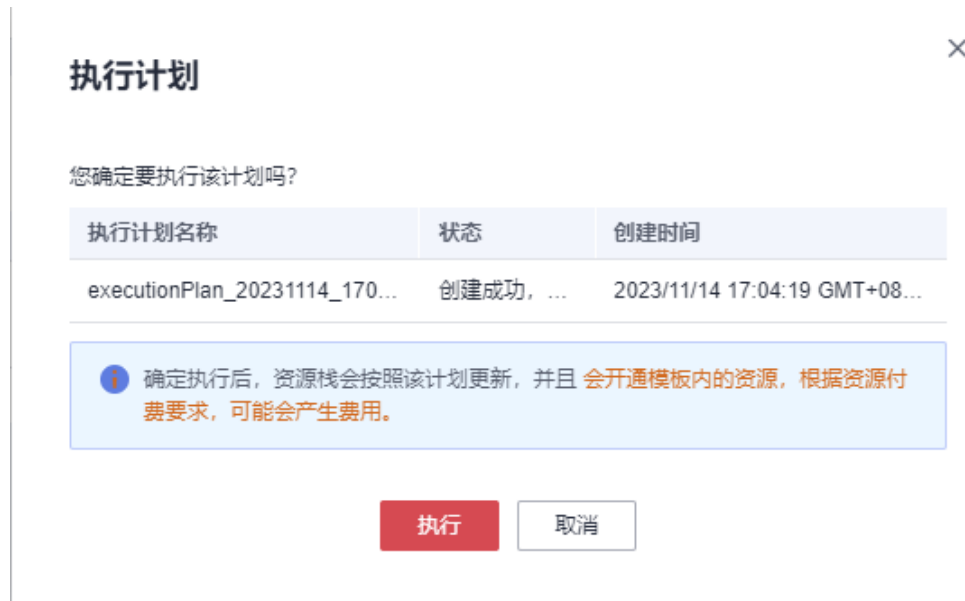 执行计划
您确定要执行该计划吗?
执行计划名称 状态 创建时间
executionPlan_20231114_170... 创建成功, ... 2023/11/14 17:04:19 GMT+08...
确定执行后，资源栈会按照该计划更新，并且 会开通模板内的资源，根据资源付
费要求，可能会产生费用。
执行 取消